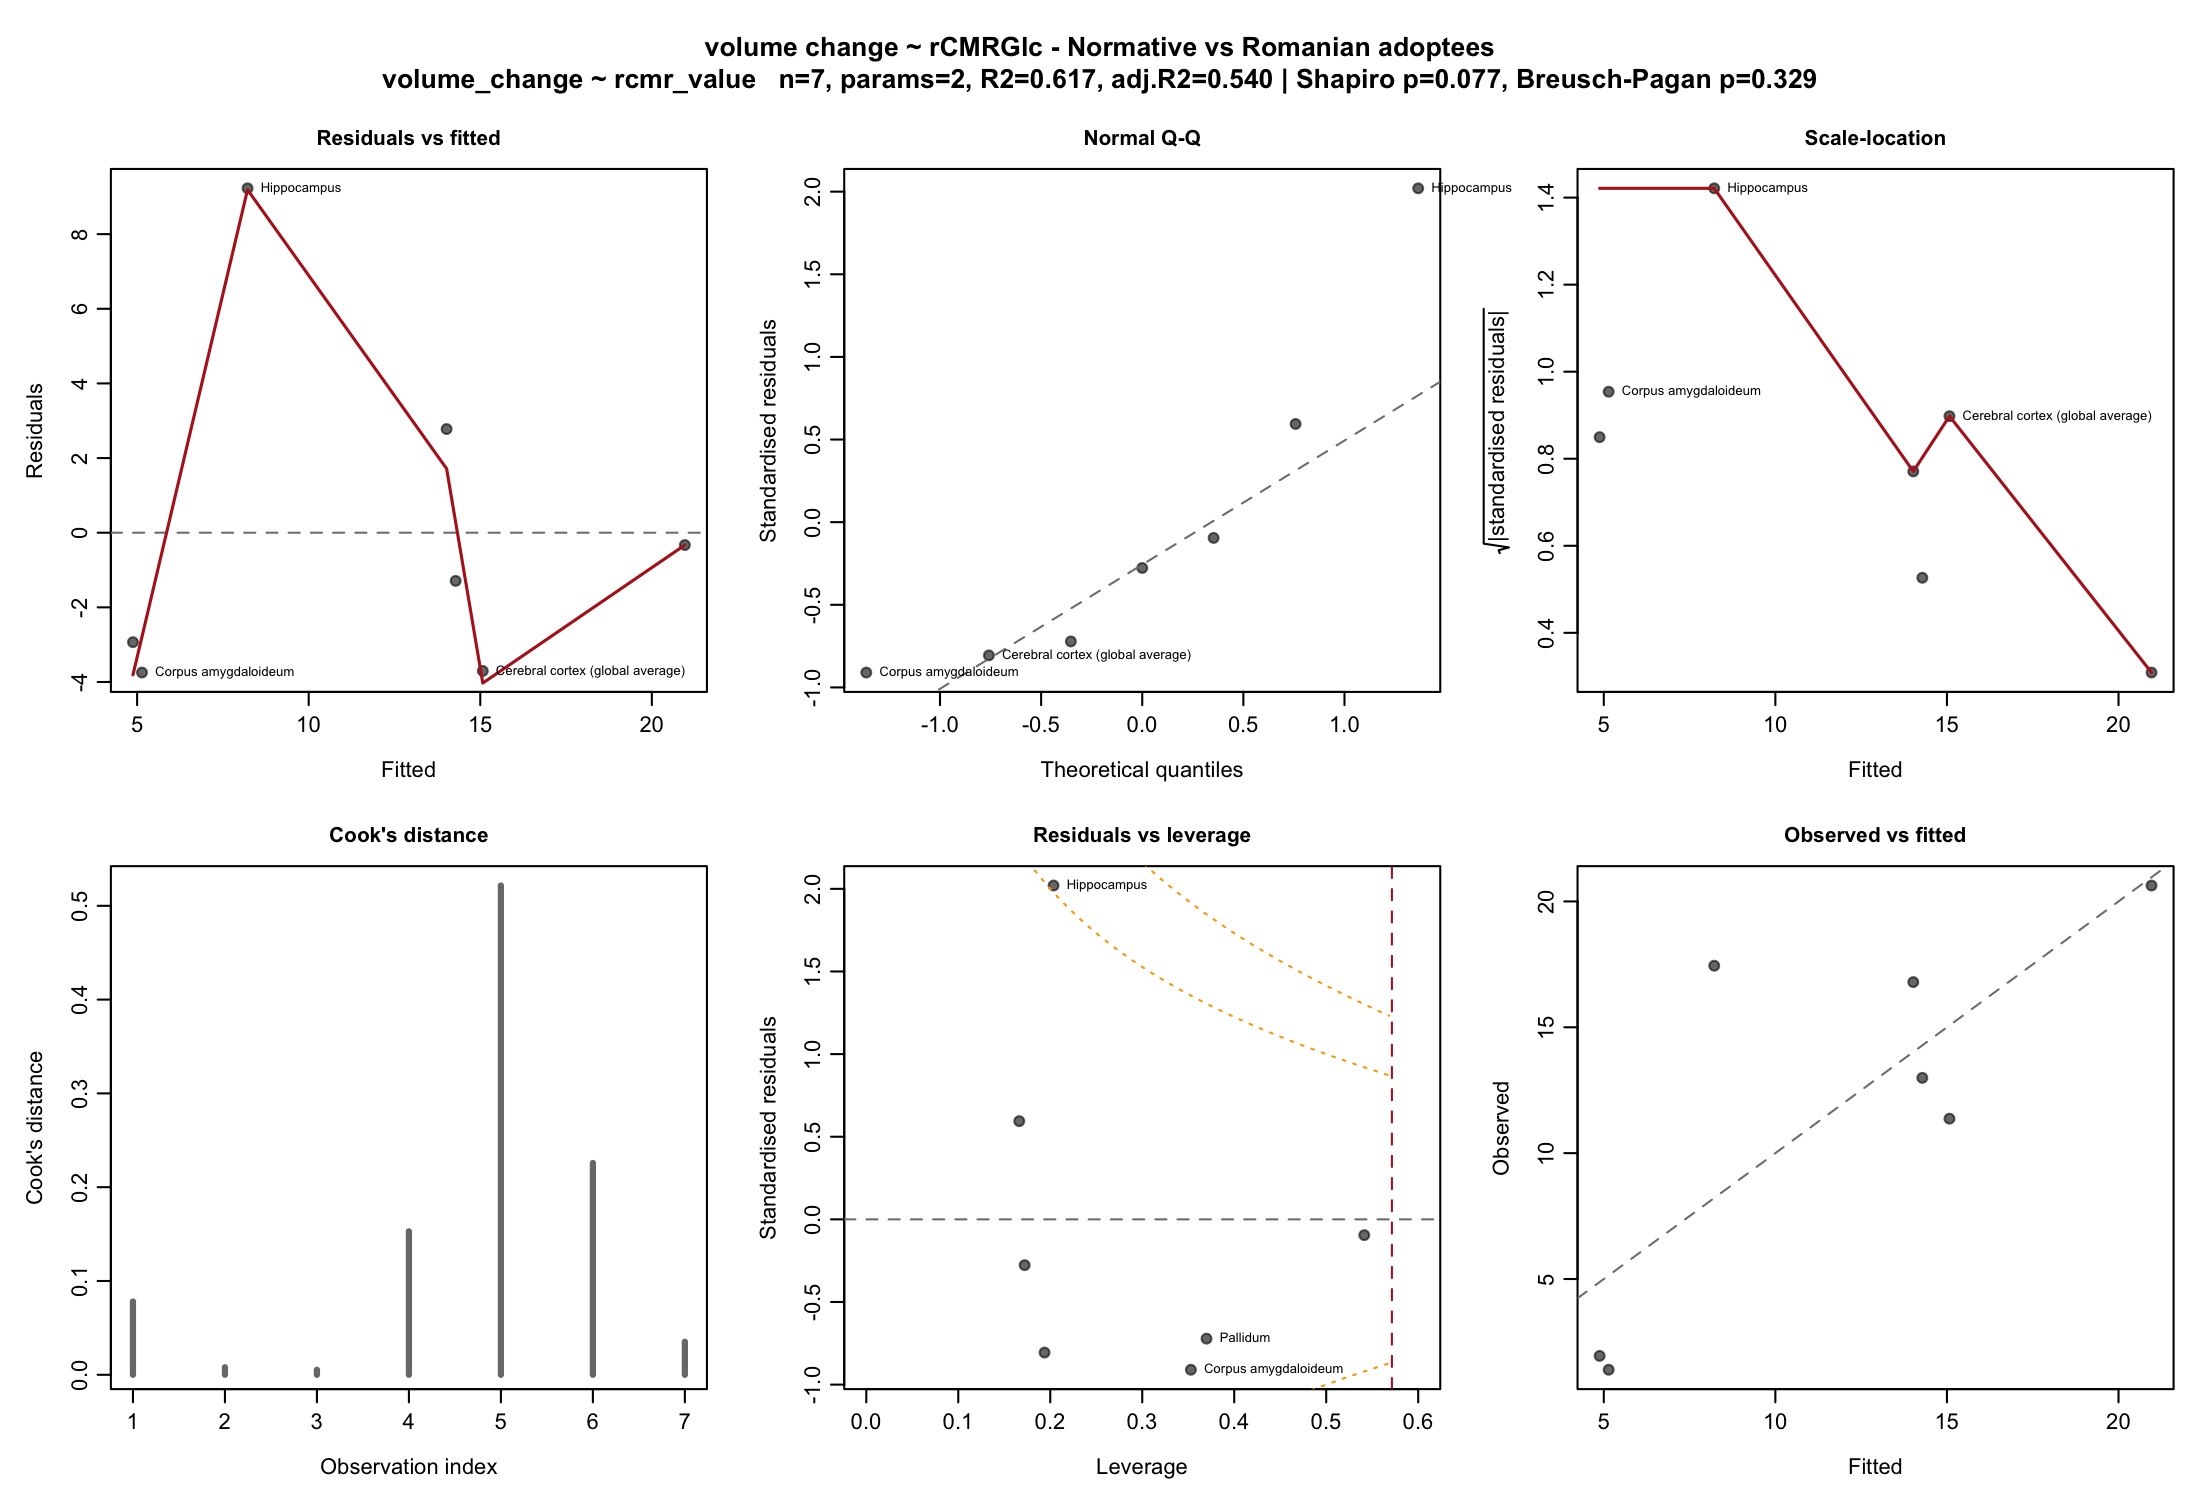 volume change ~ rCMRGlc - Normative vs Romanian adoptees
volume_change ~ rcmr_value   n=7, params=2, R2=0.617, adj.R2=0.540 | Shapiro p=0.077, Breusch-Pagan p=0.329
Residuals vs fitted
Residuals
8
6
4
2
0
-2
-4
Hippocampus
Corpus amygdaloideum
Cerebral cortex (global average)
5
10
15
20
Fitted
Normal Q-Q
Standardised residuals
2.0
1.5
1.0
0.5
0.0
-0.5
-1.0
Hippocampus
Cerebral cortex (global average)
Corpus amygdaloideum
-1.0
-0.5
0.0
0.5
1.0
Theoretical quantiles
Scale-location
√|standardised residuals|
1.4
1.2
1.0
0.8
0.6
0.4
Hippocampus
Corpus amygdaloideum
Cerebral cortex (global average)
5
10
15
20
Fitted
Cook's distance
Cook's distance
0.5
0.4
0.3
0.2
0.1
0.0
1
2
3
4
5
6
7
Observation index
Residuals vs leverage
Standardised residuals
2.0
1.5
1.0
0.5
0.0
-0.5
-1.0
Hippocampus
Pallidum
Corpus amygdaloideum
0.0
0.1
0.2
0.3
0.4
0.5
0.6
Leverage
Observed vs fitted
Observed
20
15
10
5
5
10
15
20
Fitted